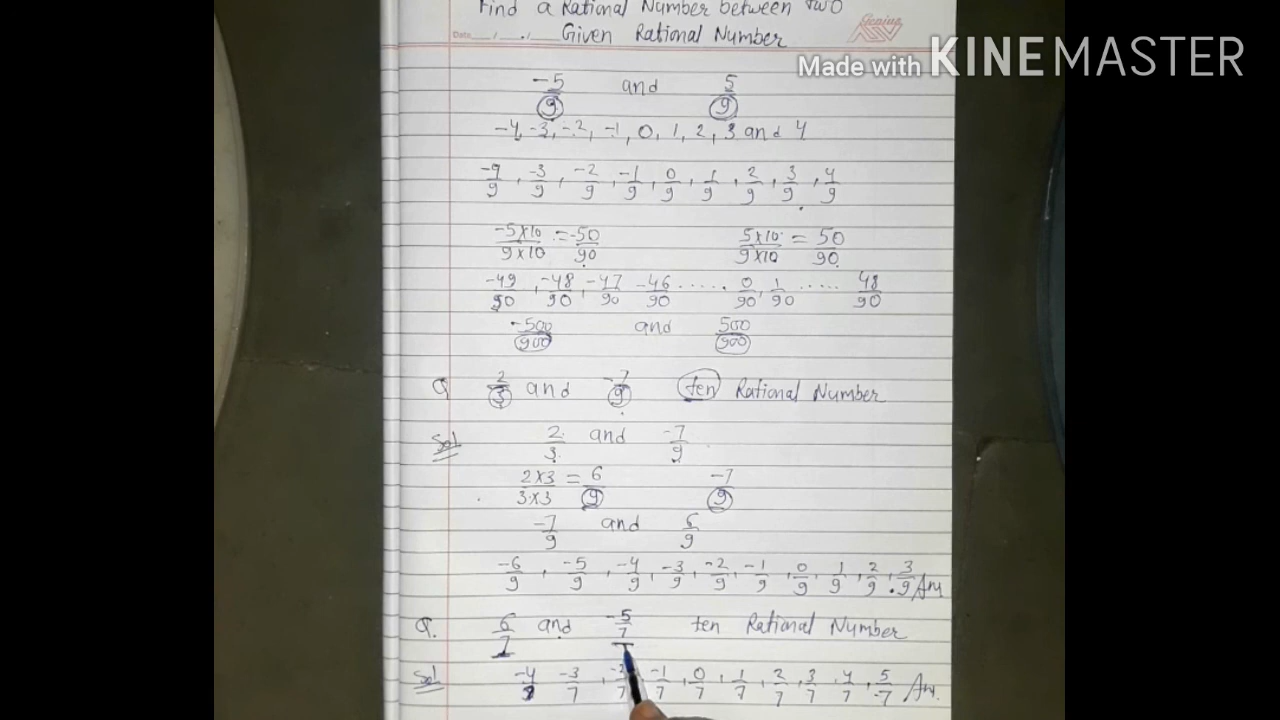 Find a Rational Number between two
Date / / Given Rational Number
Made with KINEMASTER
-5/9 and 5/9
-4, -3, -2, -1, 0, 1, 2, 3 and 4
-4/9, -3/9, -2/9, -1/9, 0/9, 1/9, 2/9, 3/9, 4/9
-5×10/9×10 = -50/90 5×10/9×10 = 50/90
-49/90, -48/90, -47/90 -46/90 ...... 0/90, 1/90 ..... 48/90
-500/900 and 500/900
Q 2/3 and -7/9 ten Rational Number
Sol 2/3 and -7/9
2×3/3×3 = 6/9 -7/9
-7/9 and 6/9
-6/9, -5/9, -4/9, -3/9, -2/9, -1/9, 0/9, 1/9, 2/9, 3/9 Ans
Q. 6/7 and -5/7 ten Rational Number
Sol -4/7 -3/7, -2/7 -1/7, 0/7, 1/7, 2/7, 3/7, 4/7, 5/7 Ans.